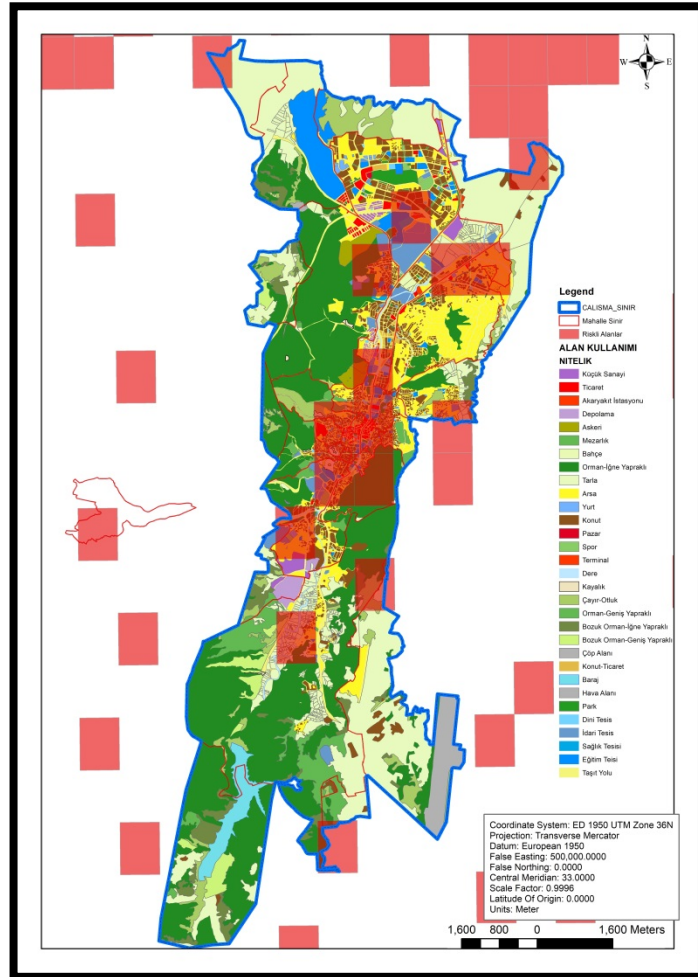 N
W E
S
Legend
CALISMA_SINIR
Mahalle Sınır
Riskli Alanlar
ALAN KULLANIMI
NITELIK
Küçük Sanayi
Ticaret
Akaryakıt İstasyonu
Depolama
Askeri
Mezarlık
Bahçe
Orman-İğne Yapraklı
Tarla
Arsa
Yurt
Konut
Pazar
Spor
Terminal
Dere
Kayalık
Çayır-Otluk
Orman-Geniş Yapraklı
Bozuk Orman-İğne Yapraklı
Bozuk Orman-Geniş Yapraklı
Çöp Alanı
Konut-Ticaret
Baraj
Hava Alanı
Park
Dini Tesis
İdari Tesis
Sağlık Tesisi
Eğitim Teisi
Taşıt Yolu
Coordinate System: ED 1950 UTM Zone 36N
Projection: Transverse Mercator
Datum: European 1950
False Easting: 500,000.0000
False Northing: 0.0000
Central Meridian: 33.0000
Scale Factor: 0.9996
Latitude Of Origin: 0.0000
Units: Meter
1,600 800 0 1,600 Meters